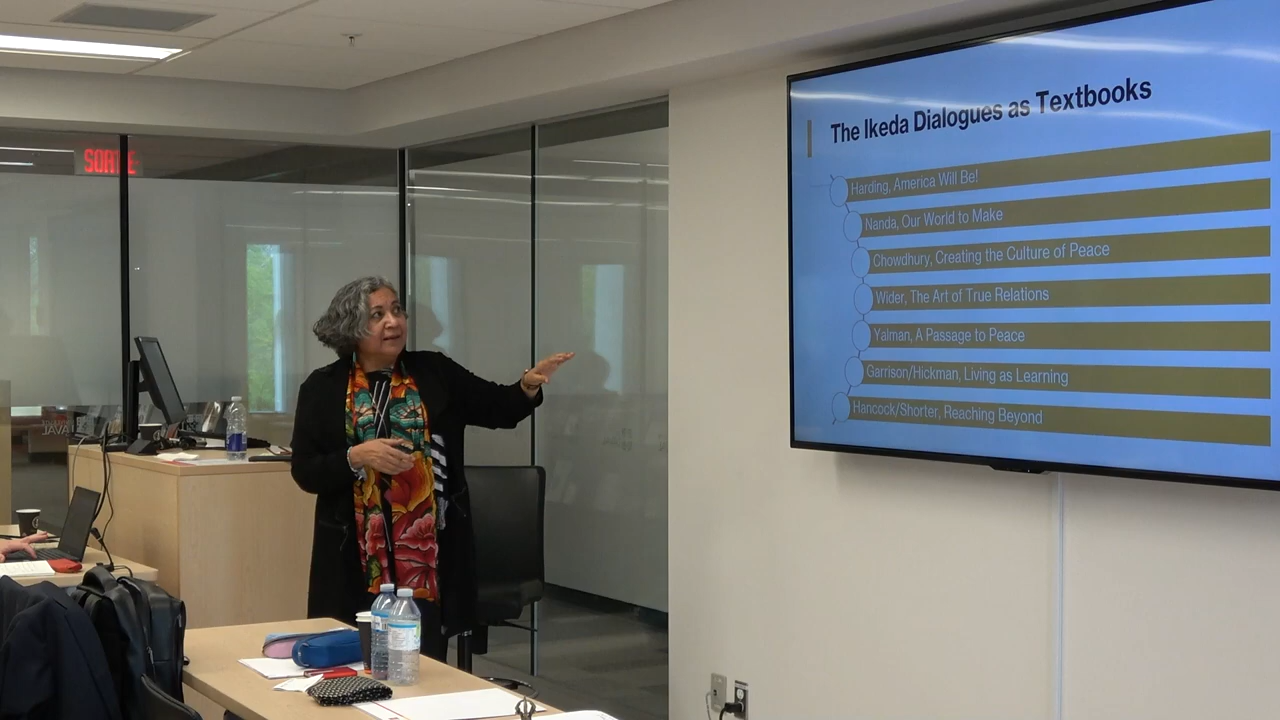 SORTIE
The Ikeda Dialogues as Textbooks
Harding, America Will Be!
Nanda, Our World to Make
Chowdhury, Creating the Culture of Peace
Wider, The Art of True Relations
Yalman, A Passage to Peace
Garrison/Hickman, Living as Learning
Hancock/Shorter, Reaching Beyond